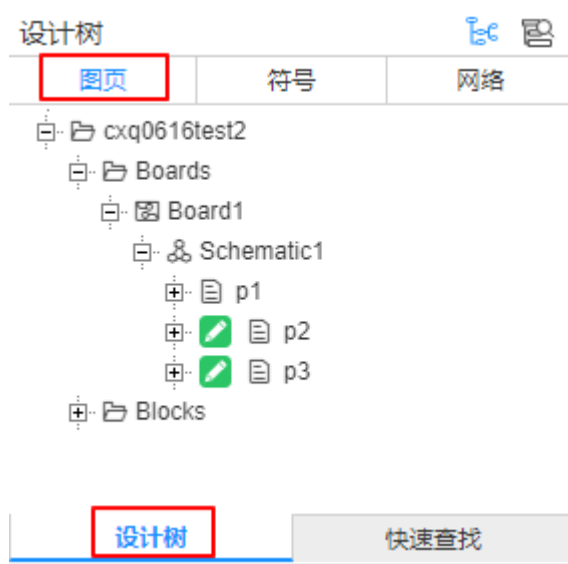 设计树
图页 符号 网络
cxq0616test2
Boards
Board1
Schematic1
p1
p2
p3
Blocks
设计树 快速查找